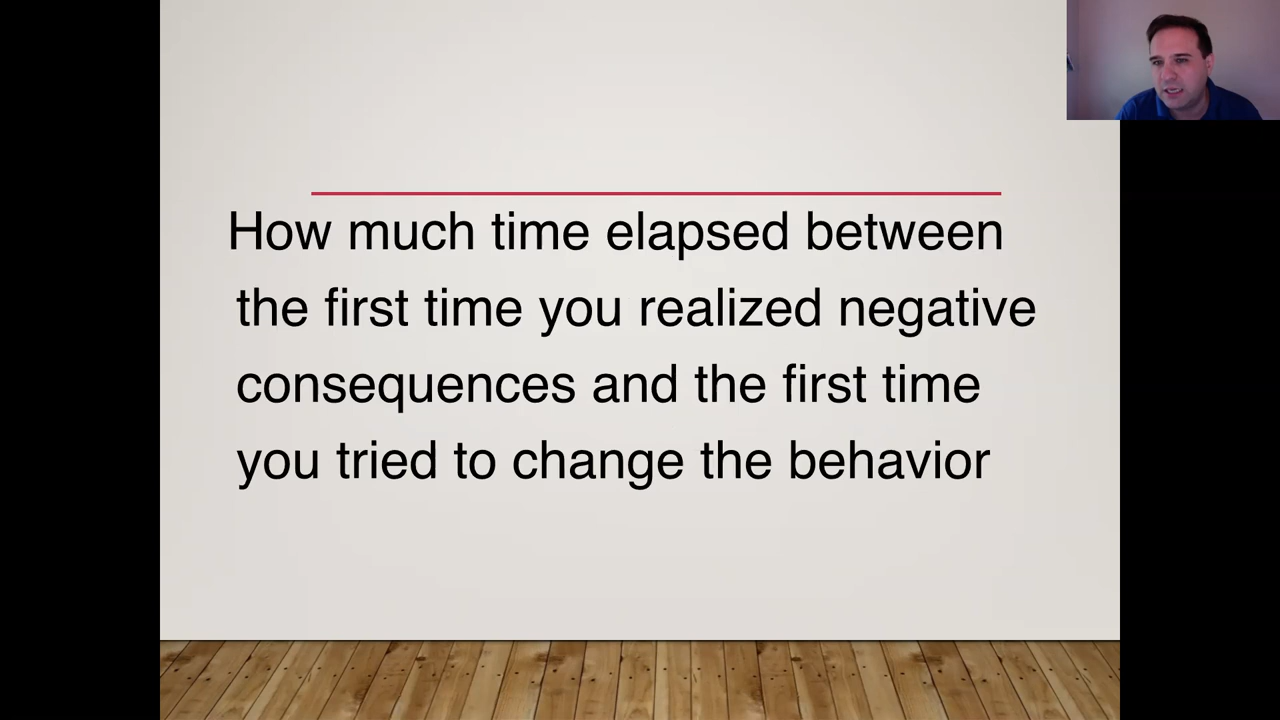 How much time elapsed between
the first time you realized negative
consequences and the first time
you tried to change the behavior